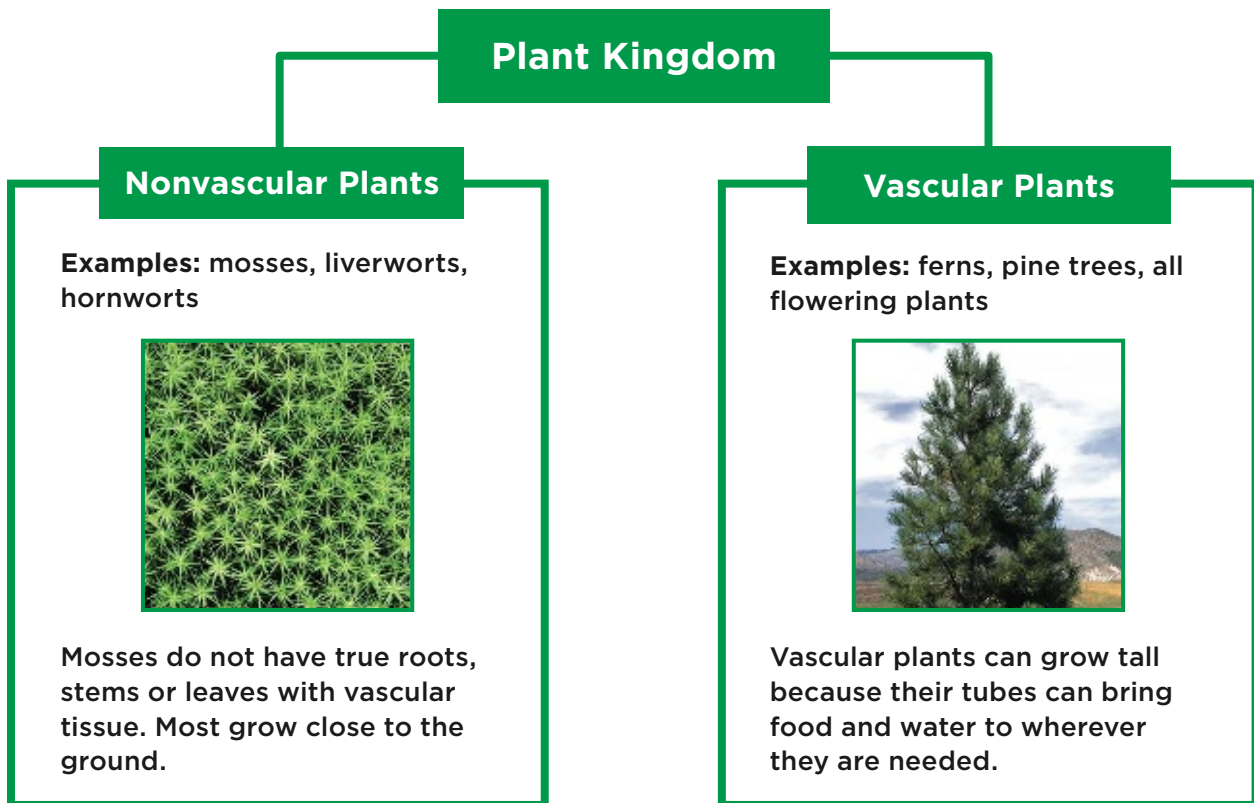 Plant Kingdom
Nonvascular Plants
Examples: mosses, liverworts,
hornworts
Mosses do not have true roots,
stems or leaves with vascular
tissue. Most grow close to the
ground.
Vascular Plants
Examples: ferns, pine trees, all
flowering plants
Vascular plants can grow tall
because their tubes can bring
food and water to wherever
they are needed.